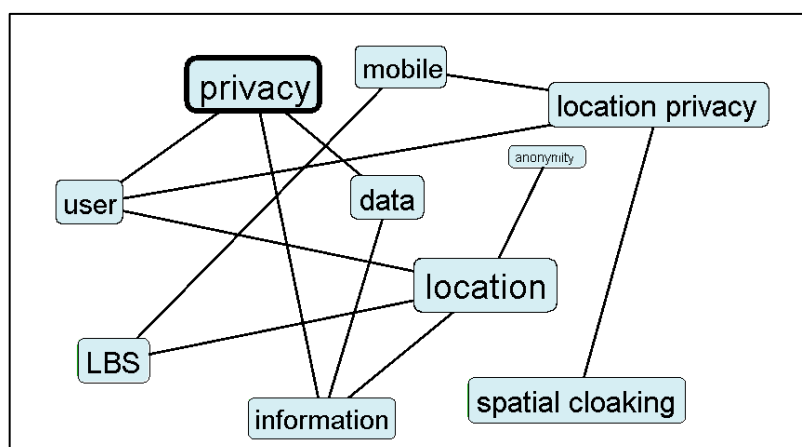 mobile
privacy
location privacy
anonymity
user
data
location
LBS
information
spatial cloaking